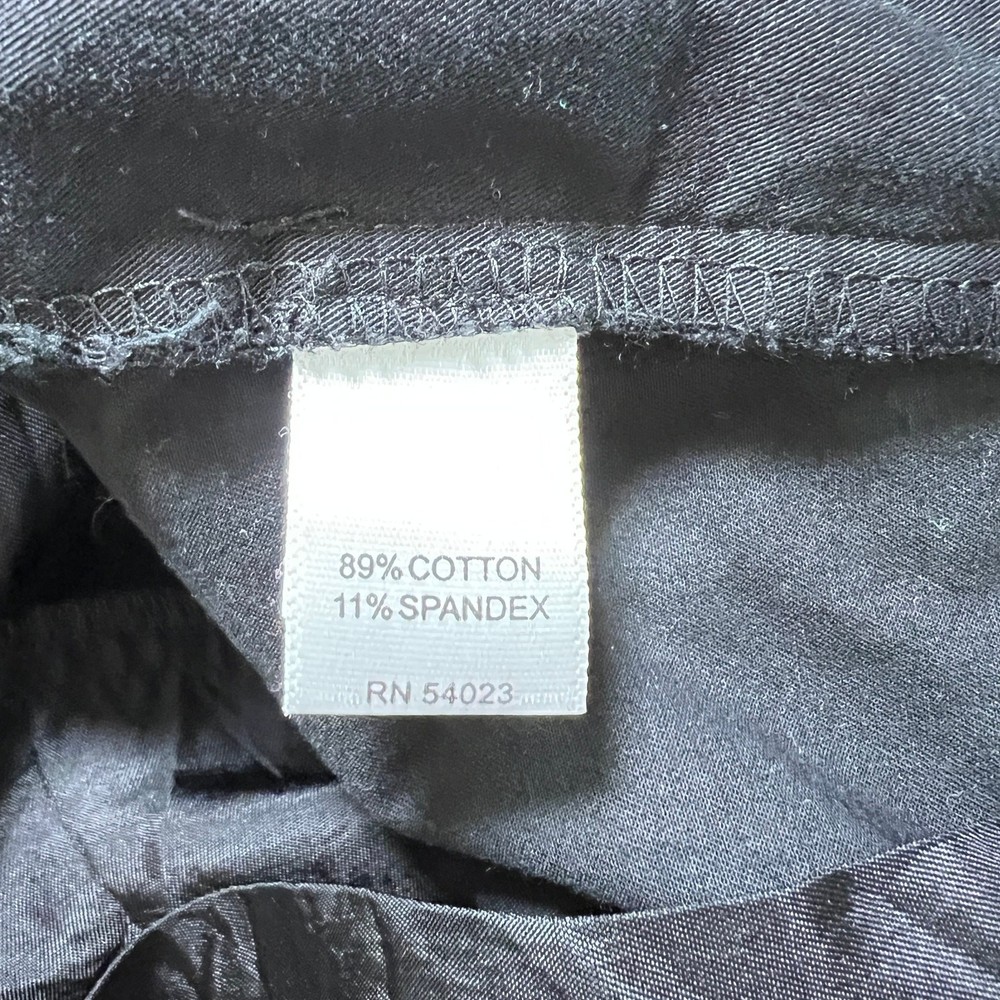 89% COTTON
11% SPANDEX
RN 54023